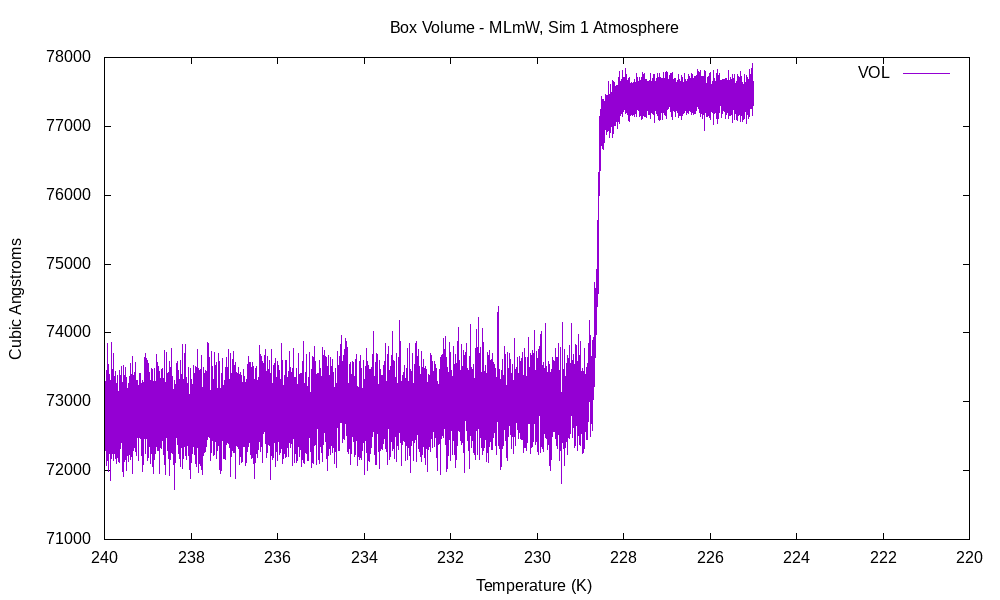 Box Volume - MLmW, Sim 1 Atmosphere
VOL
78000
77000
76000
75000
74000
73000
72000
71000
Cubic Angstroms
240 238 236 234 232 230 228 226 224 222 220
Temperature (K)